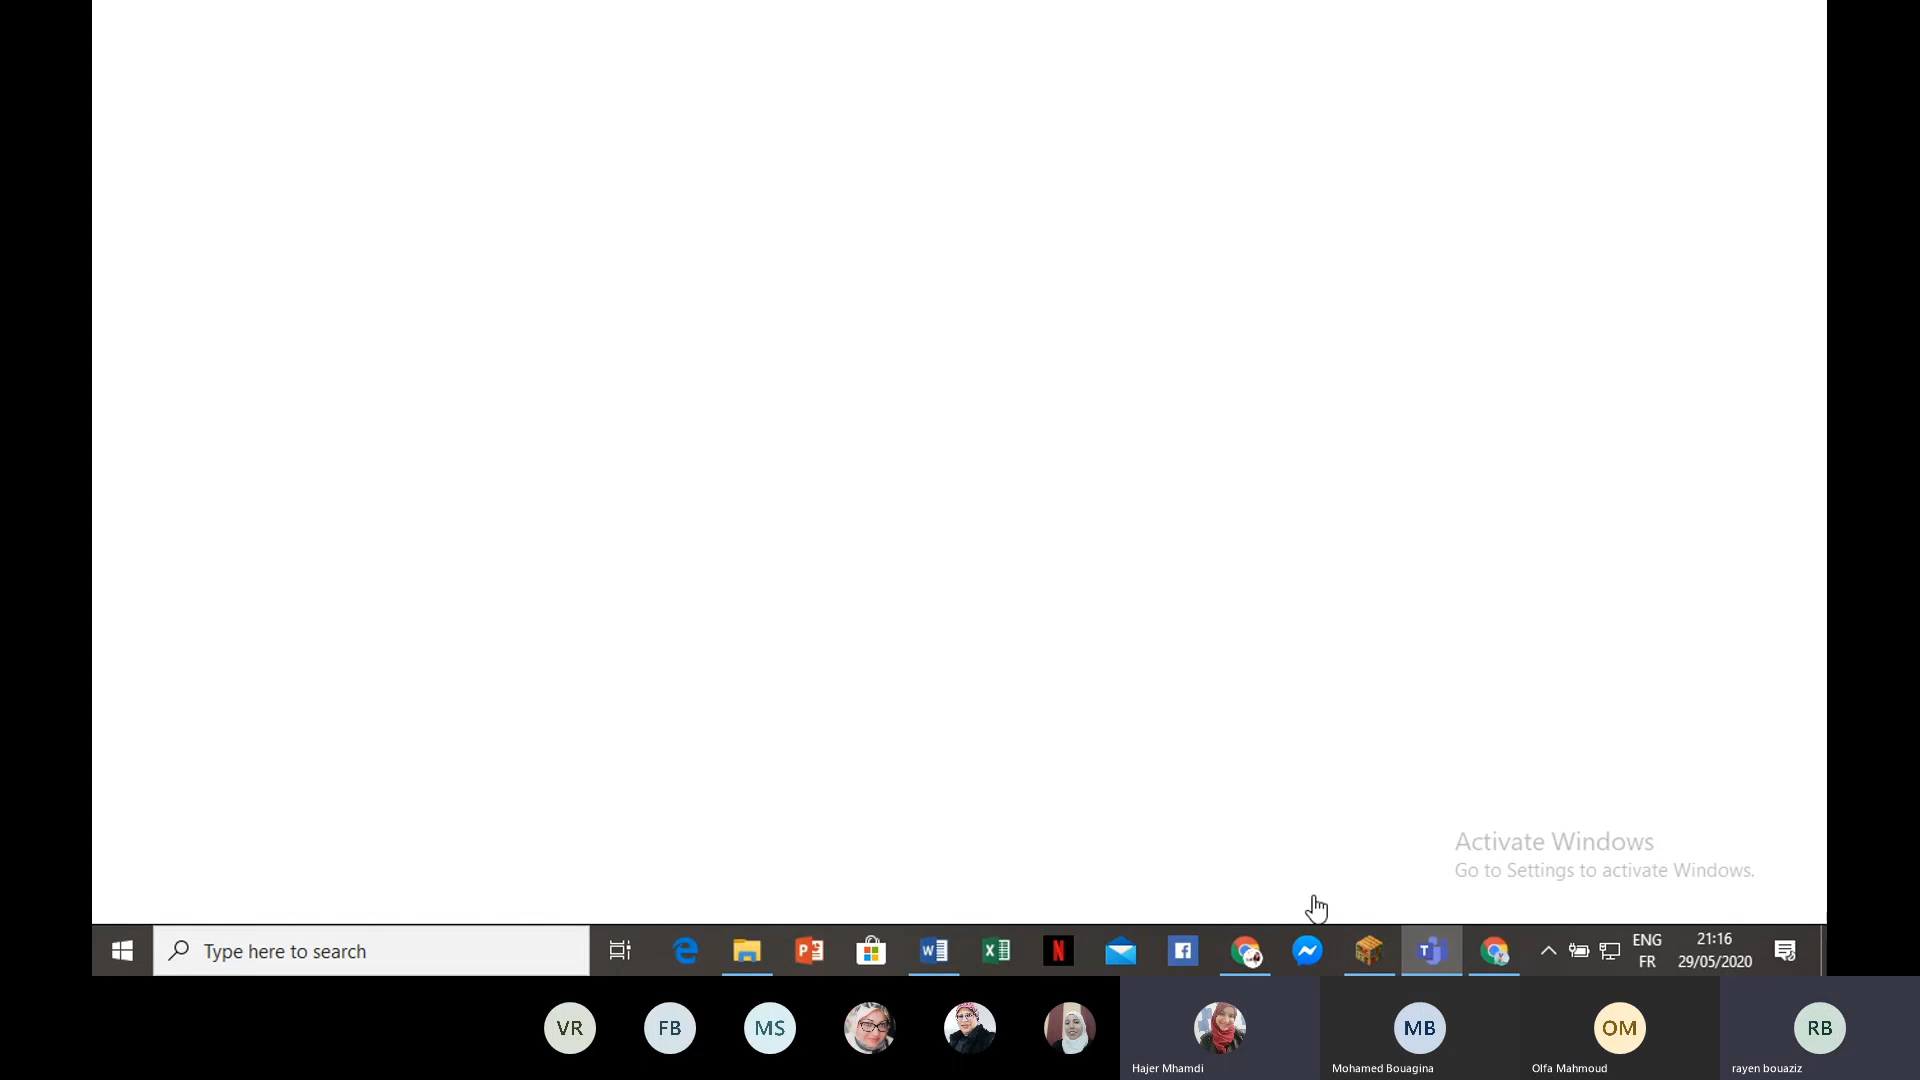 Activate Windows
Go to Settings to activate Windows.
Type here to search
ENG
FR
21:16
29/05/2020
VR
FB
MS
MB
OM
RB
Hajer Mhamdi
Mohamed Bouagina
Olfa Mahmoud
rayen bouaziz